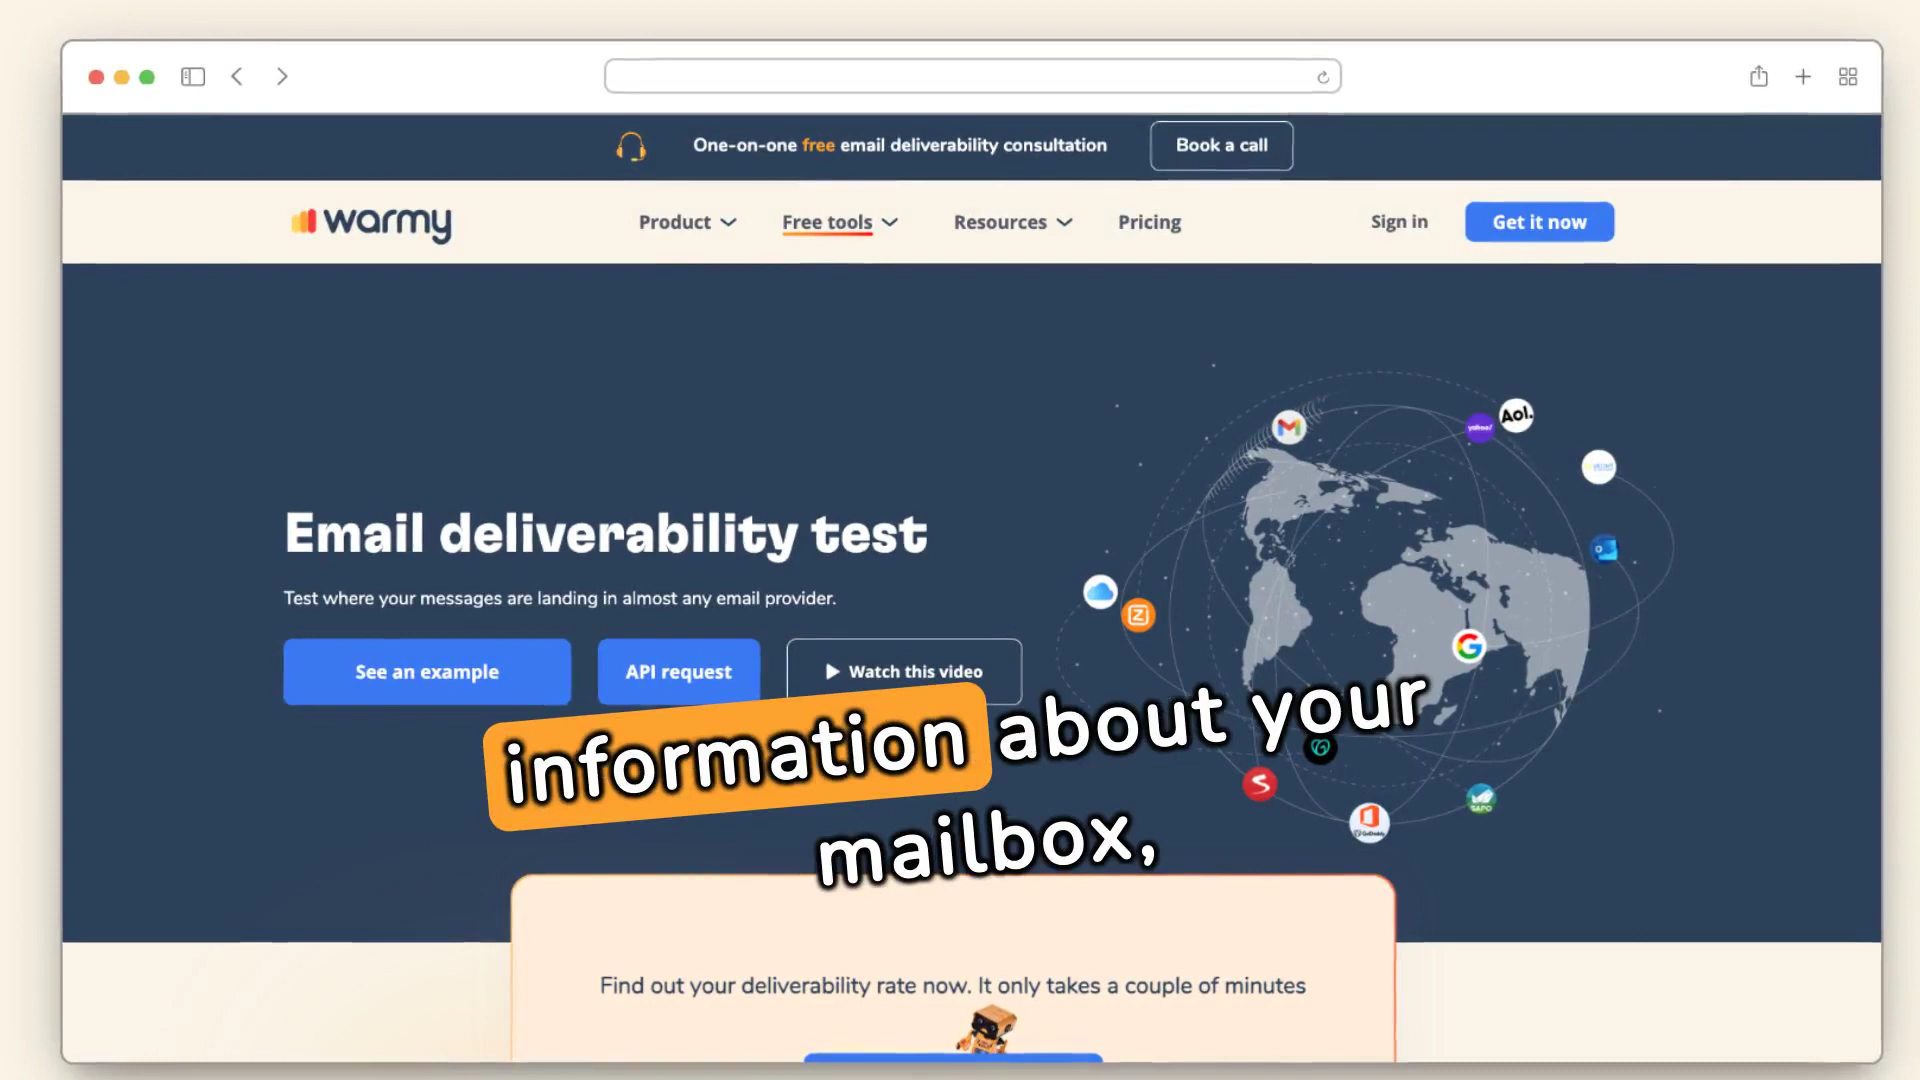 One-on-one free email deliverability consultation
Book a call
warmy
Product
Free tools
Resources
Pricing
Sign in
Get it now
Aol.
yahoo!
Email deliverability test
Test where your messages are landing in almost any email provider.
See an example
API request
Watch this video
information about your
mailbox,
SAPO
GoDaddy
Find out your deliverability rate now. It only takes a couple of minutes